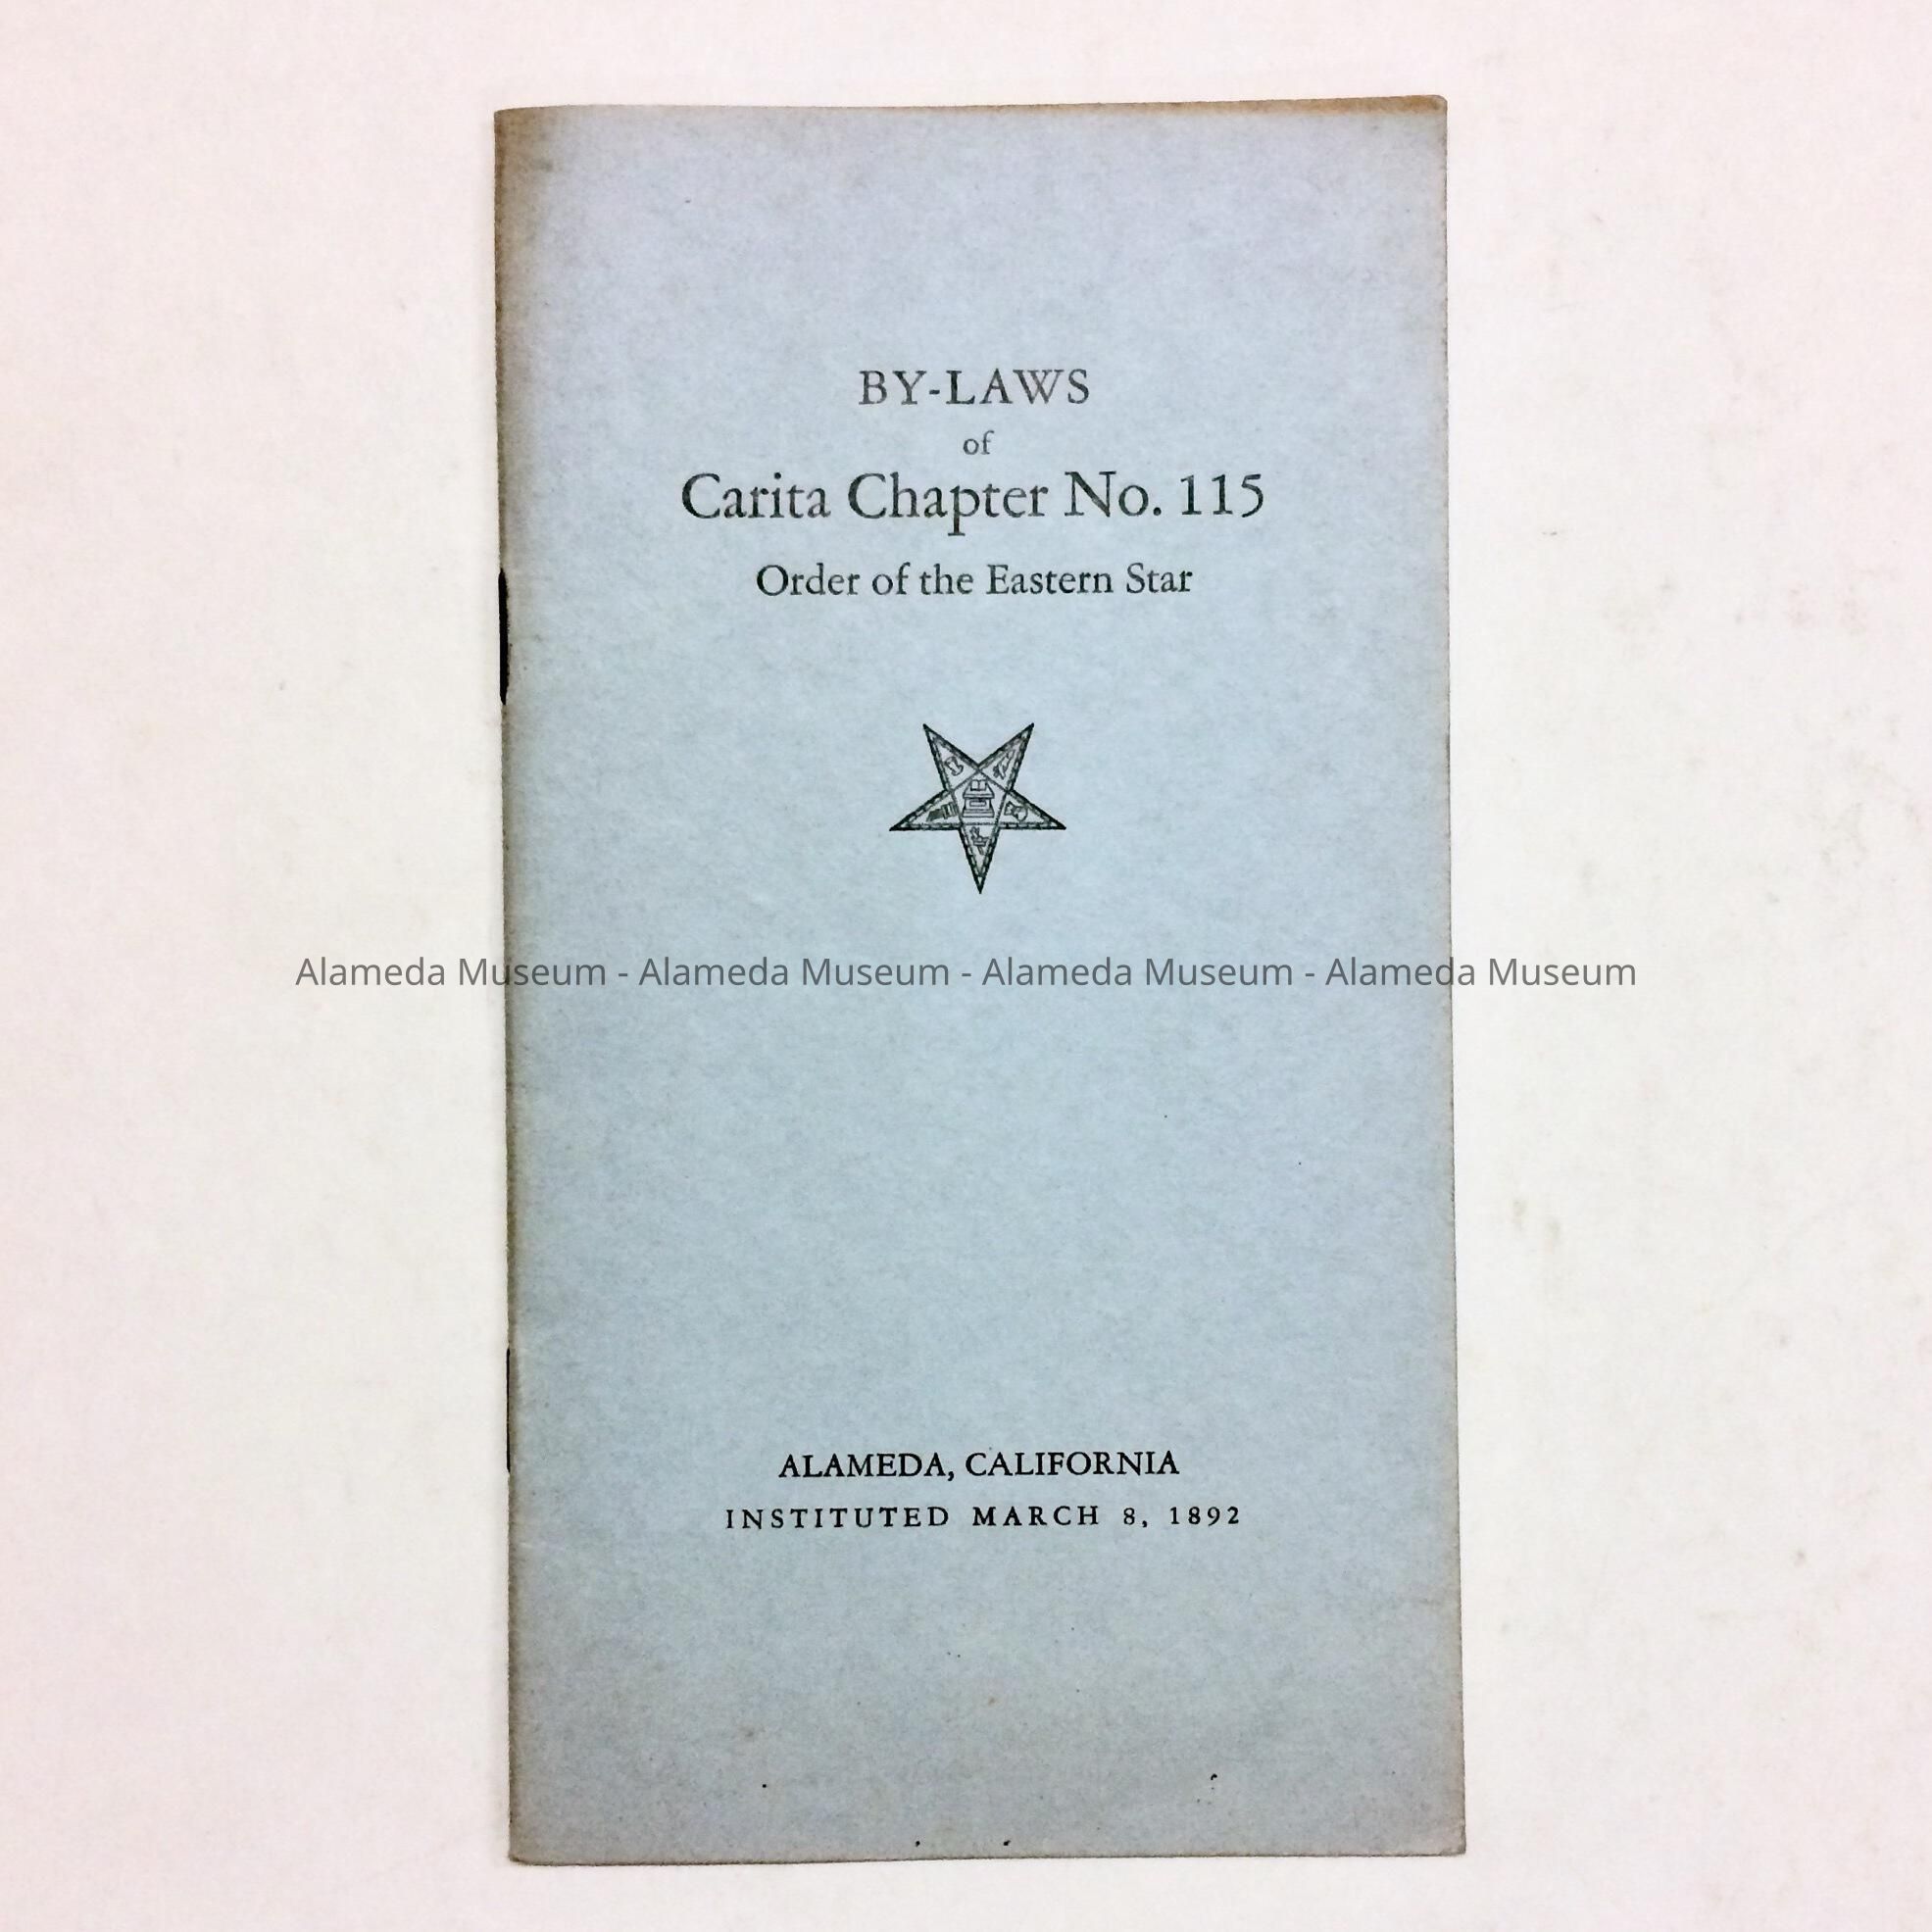 BY-LAWS
of
Carita Chapter No. 115
Order of the Eastern Star
Alameda Museum - Alameda Museum - Alameda Museum - Alameda Museum
ALAMEDA, CALIFORNIA
INSTITUTED MARCH 8, 1892